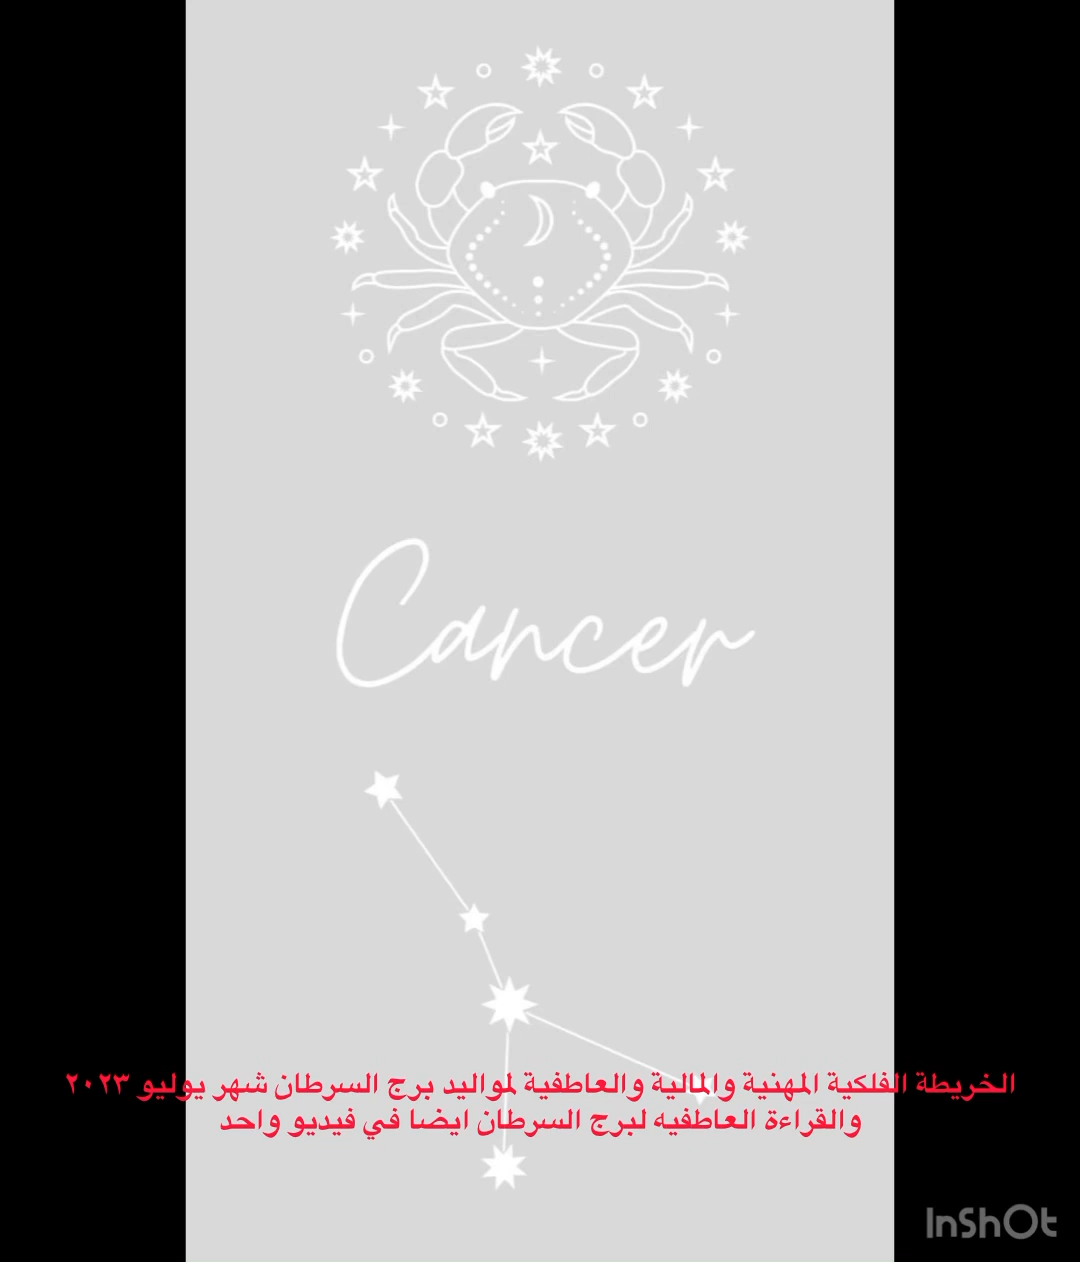 Cancer
الخريطة الفلكية المهنية والمالية والعاطفية لمواليد برج السرطان شهر يوليو ٢٠٢٣
والقراءة العاطفيه لبرج السرطان ايضا في فيديو واحد
InShOt